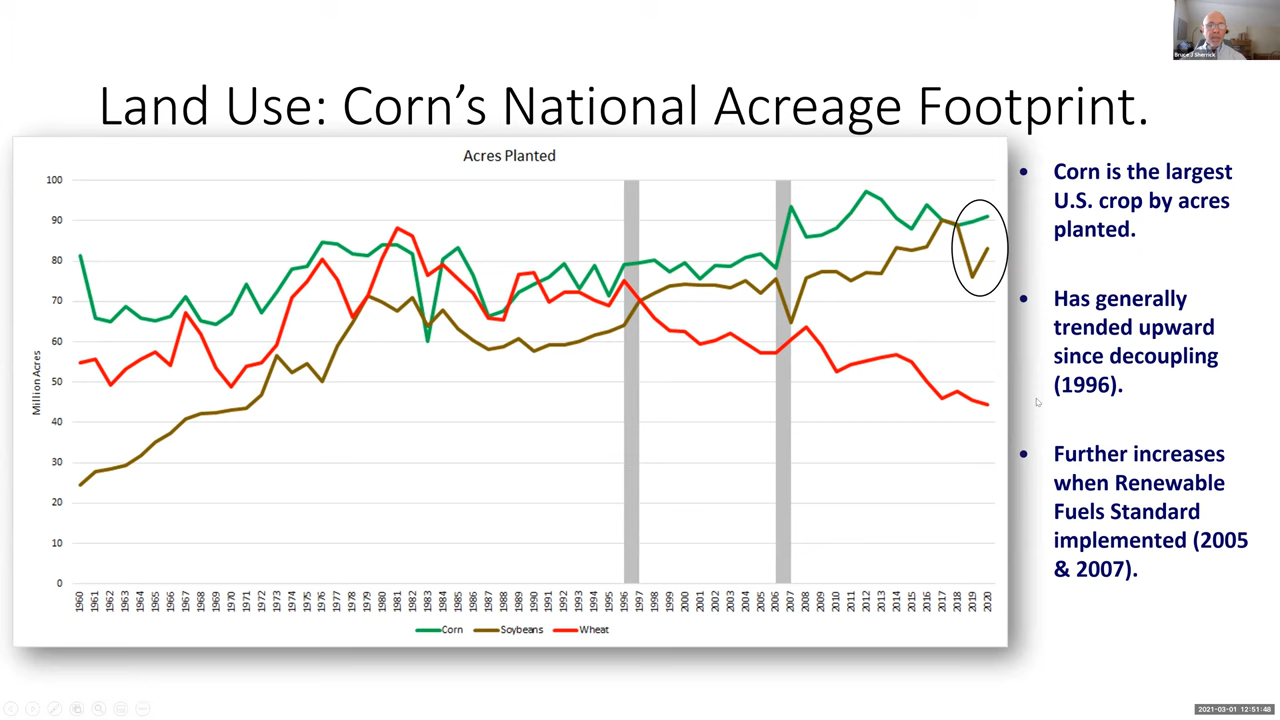 Bruce J Sherrick
Land Use: Corn's National Acreage Footprint.
Acres Planted
Million Acres
100
90
80
70
60
50
40
30
20
10
0
1960 1961 1962 1963 1964 1965 1966 1967 1968 1969 1970 1971 1972 1973 1974 1975 1976 1977 1978 1979 1980 1981 1982 1983 1984 1985 1986 1987 1988 1989 1990 1991 1992 1993 1994 1995 1996 1997 1998 1999 2000 2001 2002 2003 2004 2005 2006 2007 2008 2009 2010 2011 2012 2013 2014 2015 2016 2017 2018 2019 2020
Corn Soybeans Wheat
• Corn is the largest
U.S. crop by acres
planted.
• Has generally
trended upward
since decoupling
(1996).
• Further increases
when Renewable
Fuels Standard
implemented (2005
& 2007).
2021-03-01 12:51:48